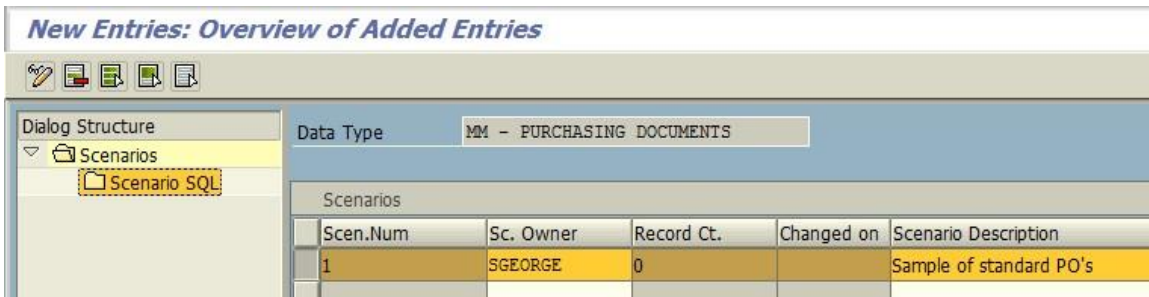 New Entries: Overview of Added Entries
Dialog Structure
Scenarios
Scenario SQL
Data Type MM - PURCHASING DOCUMENTS
Scenarios
Scen.Num Sc. Owner Record Ct. Changed on Scenario Description
1 SGEORGE 0 Sample of standard PO's